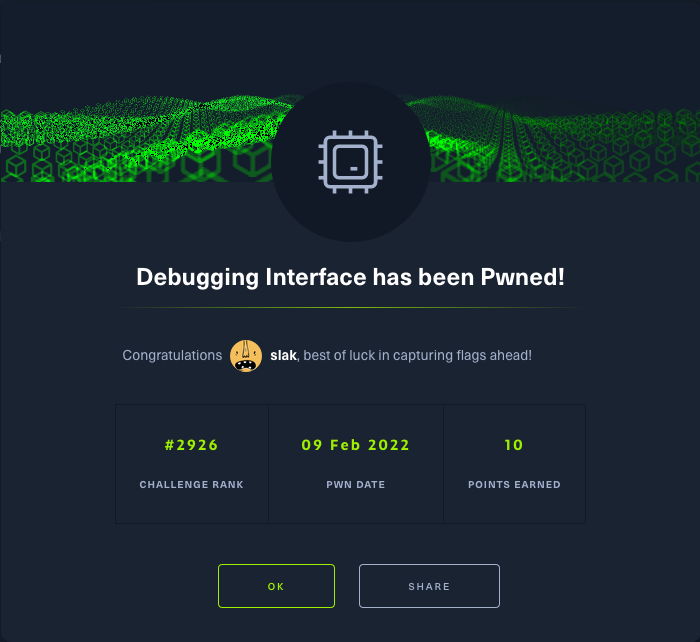 Debugging Interface has been Pwned!
Congratulations slak, best of luck in capturing flags ahead!
#2926 09 Feb 2022 10
CHALLENGE RANK PWN DATE POINTS EARNED
OK SHARE